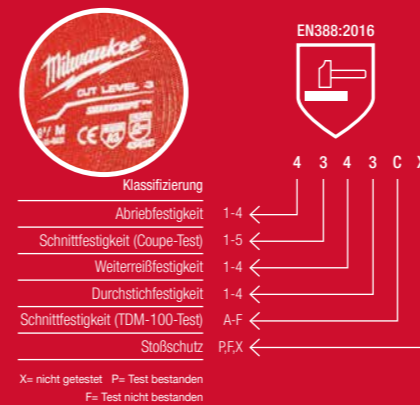 EN388:2016
Milwaukee
CUT LEVEL 3
SMARTSWIPE™
8 / M
CE
4 3 4 3 C X
Klassifizierung
Abriebfestigkeit 1-4
Schnittfestigkeit (Coupe-Test) 1-5
Weiterreißfestigkeit 1-4
Durchstichfestigkeit 1-4
Schnittfestigkeit (TDM-100-Test) A-F
Stoßschutz P,F,X
X= nicht getestet P= Test bestanden
F= Test nicht bestanden